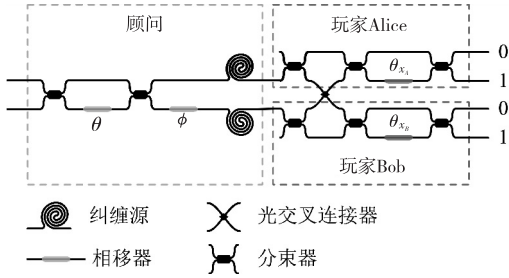 顾问
玩家Alice
θ
ϕ
θ_{X_A}
0
1
θ_{X_B}
0
1
玩家Bob
纠缠源
光交叉连接器
相移器
分束器